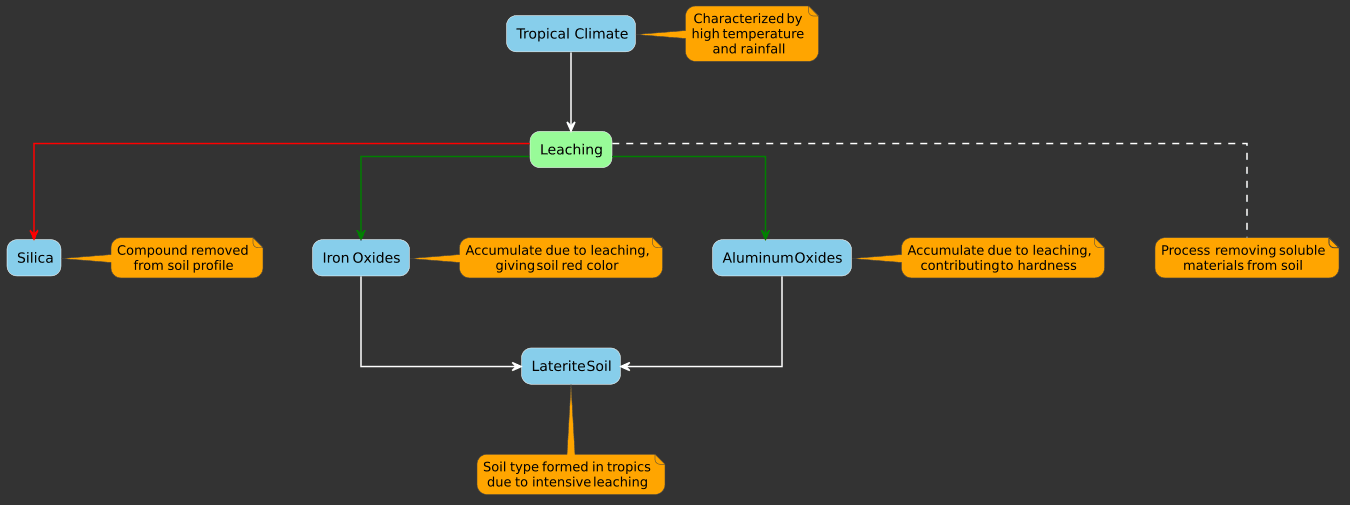 Tropical Climate
Characterized by
high temperature
and rainfall
Leaching
Silica
Compound removed
from soil profile
Iron Oxides
Accumulate due to leaching,
giving soil red color
Aluminum Oxides
Accumulate due to leaching,
contributing to hardness
Process removing soluble
materials from soil
Laterite Soil
Soil type formed in tropics
due to intensive leaching